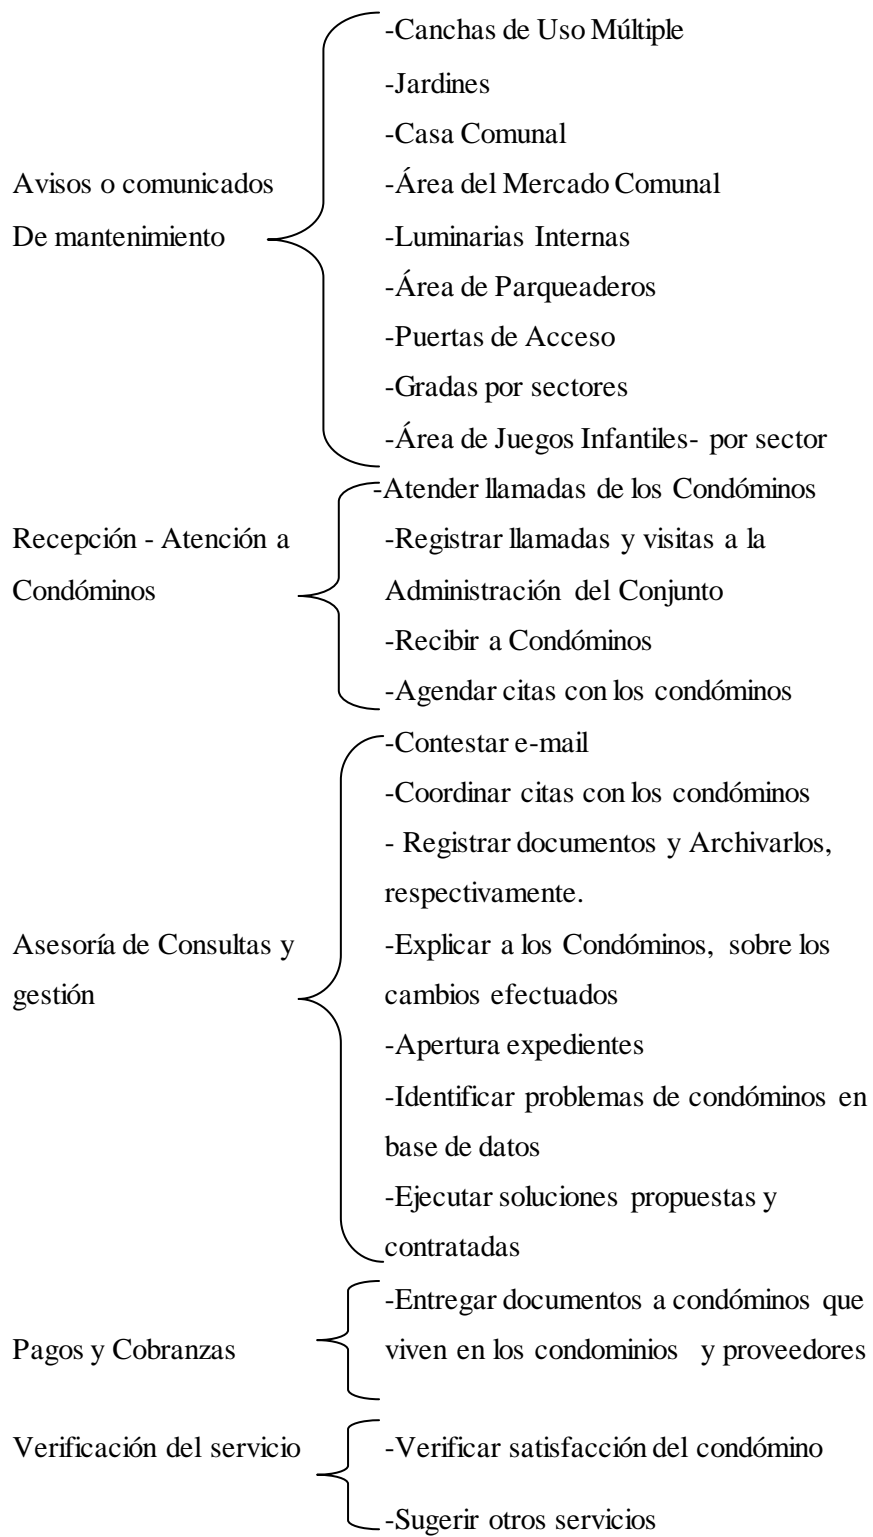 -Canchas de Uso Múltiple
-Jardines
-Casa Comunal
Avisos o comunicados
-Área del Mercado Comunal
De mantenimiento
-Luminarias Internas
-Área de Parqueaderos
-Puertas de Acceso
-Gradas por sectores
-Área de Juegos Infantiles- por sector
-Atender llamadas de los Condóminos
Recepción - Atención a
-Registrar llamadas y visitas a la
Condóminos
Administración del Conjunto
-Recibir a Condóminos
-Agendar citas con los condóminos
-Contestar e-mail
-Coordinar citas con los condóminos
- Registrar documentos y Archivarlos,
respectivamente.
Asesoría de Consultas y
-Explicar a los Condóminos, sobre los
gestión
cambios efectuados
-Apertura expedientes
-Identificar problemas de condóminos en
base de datos
-Ejecutar soluciones propuestas y
contratadas
-Entregar documentos a condóminos que
Pagos y Cobranzas
viven en los condominios y proveedores
Verificación del servicio
-Verificar satisfacción del condómino
-Sugerir otros servicios